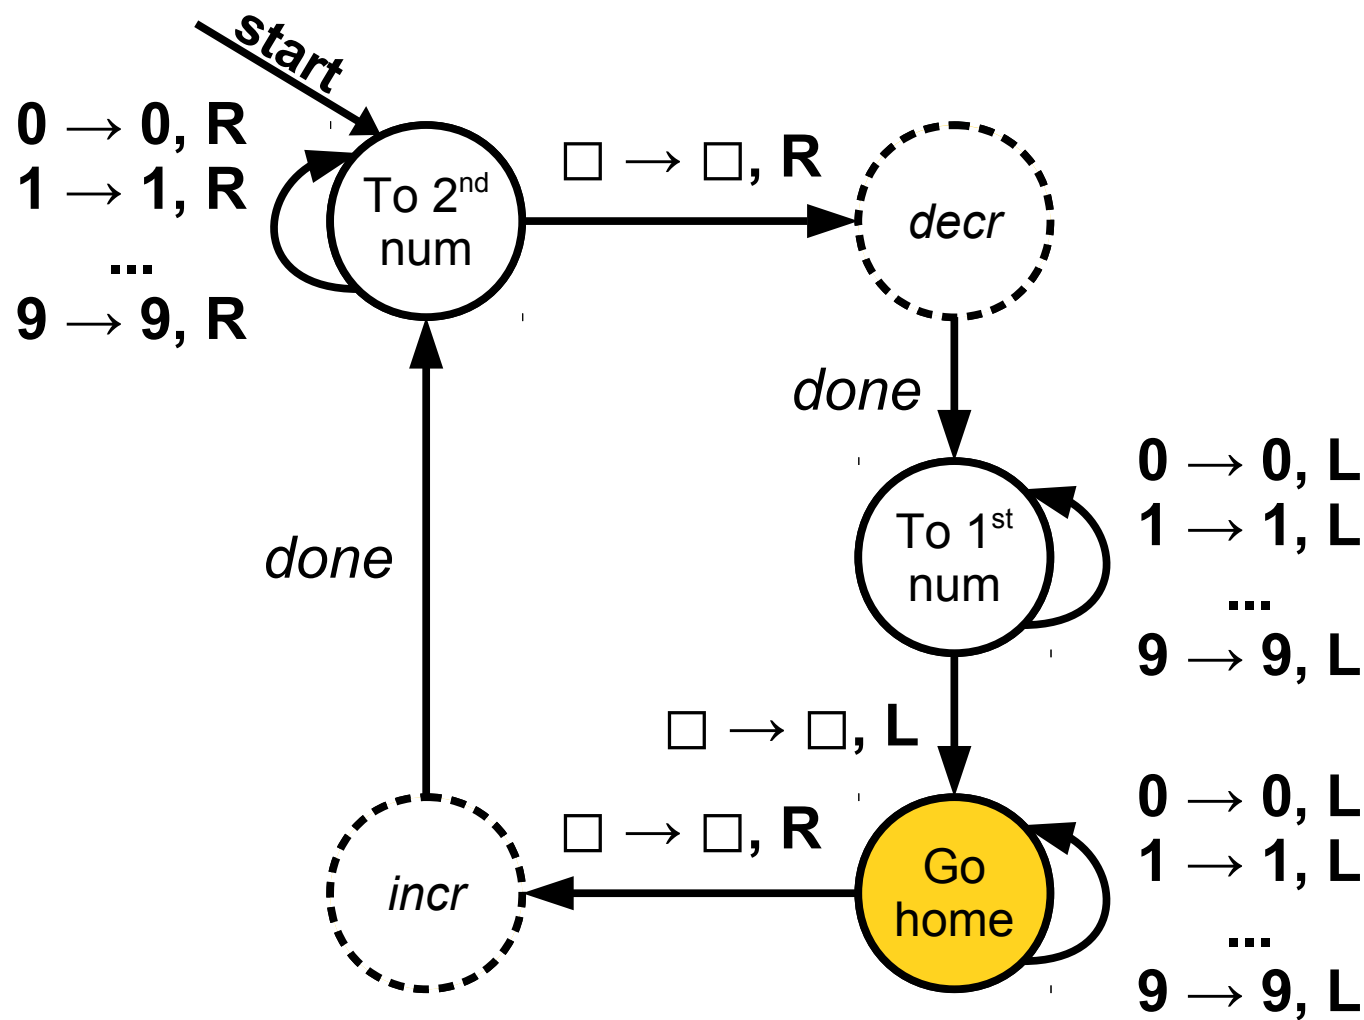 start
0 → 0, R
1 → 1, R
...
9 → 9, R
To 2nd
num
□ → □, R
decr
done
To 1st
num
0 → 0, L
1 → 1, L
...
9 → 9, L
done
□ → □, L
Go
home
0 → 0, L
1 → 1, L
...
9 → 9, L
□ → □, R
incr